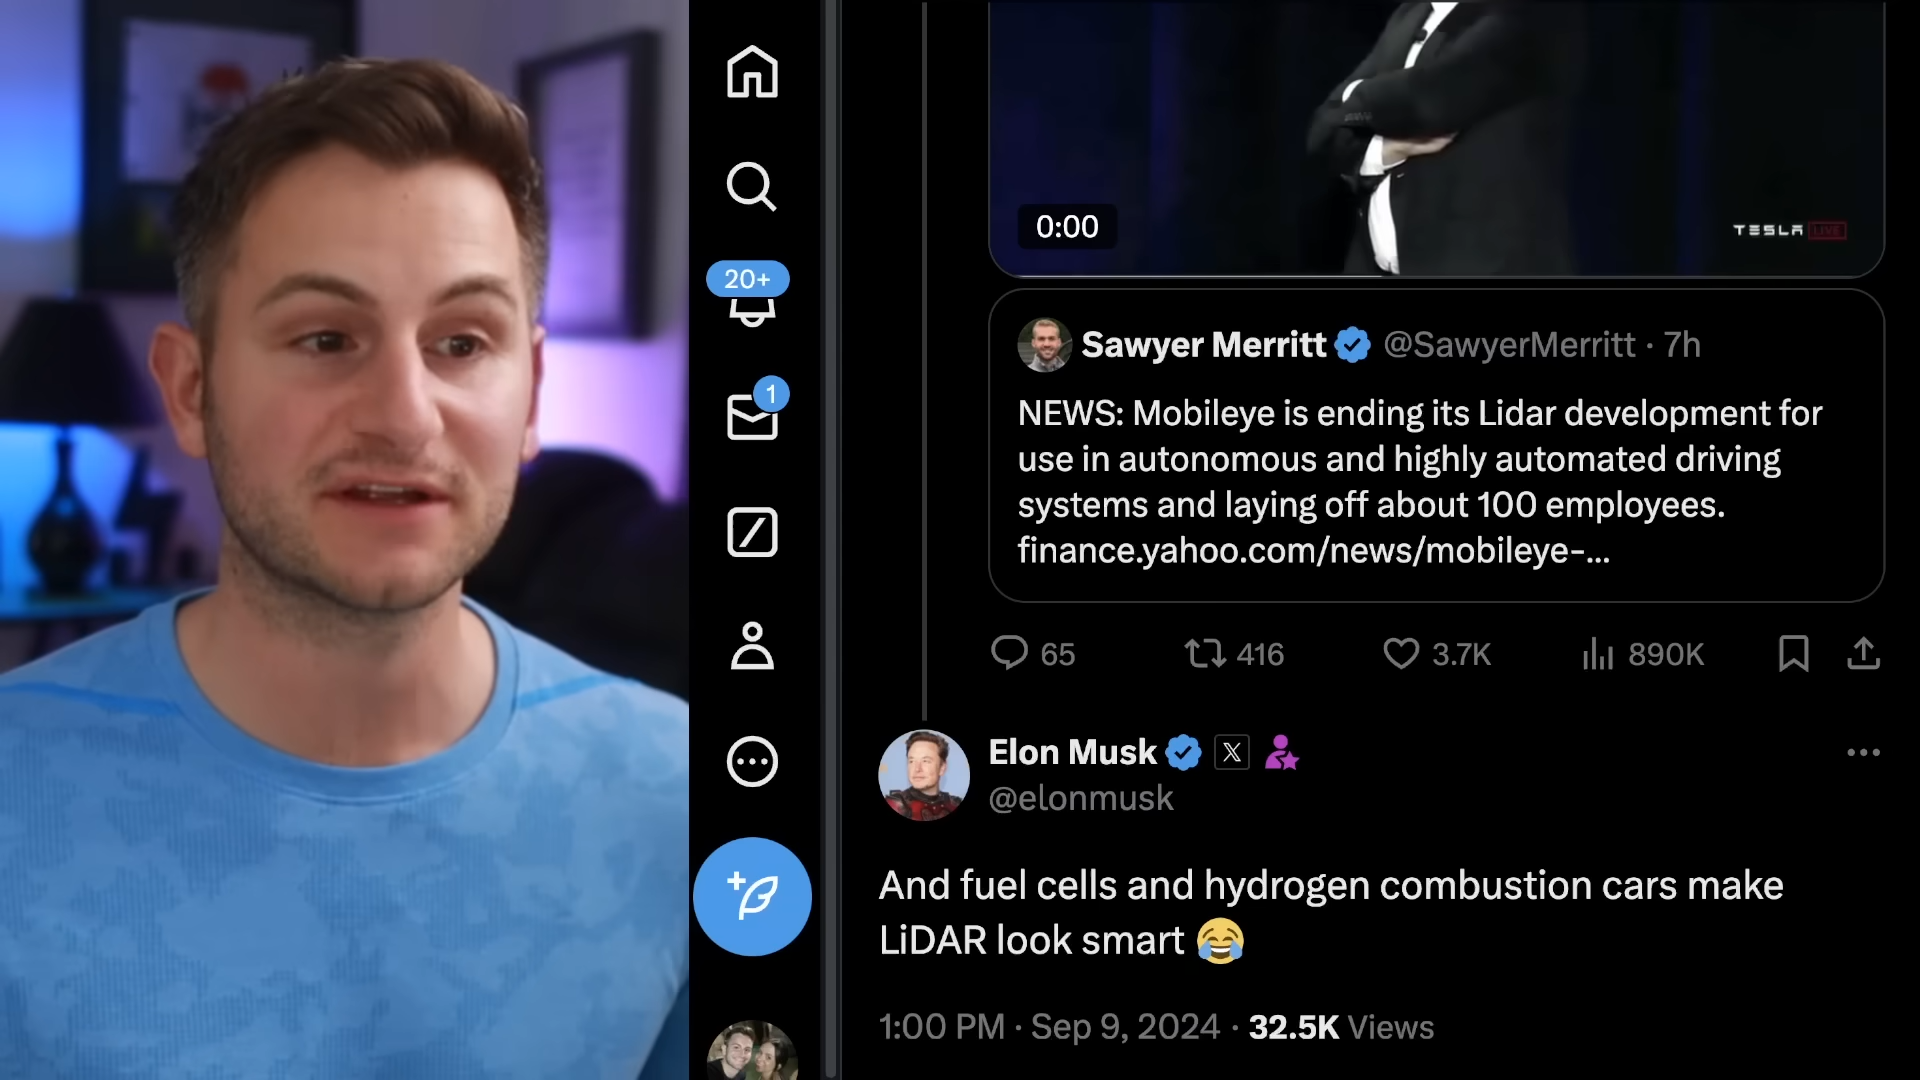 0:00
TESLA LIVE
20+
1
Sawyer Merritt @SawyerMerritt · 7h
NEWS: Mobileye is ending its Lidar development for
use in autonomous and highly automated driving
systems and laying off about 100 employees.
finance.yahoo.com/news/mobileye-...
65 416 3.7K 890K
Elon Musk
@elonmusk
And fuel cells and hydrogen combustion cars make
LiDAR look smart 😂
1:00 PM · Sep 9, 2024 · 32.5K Views